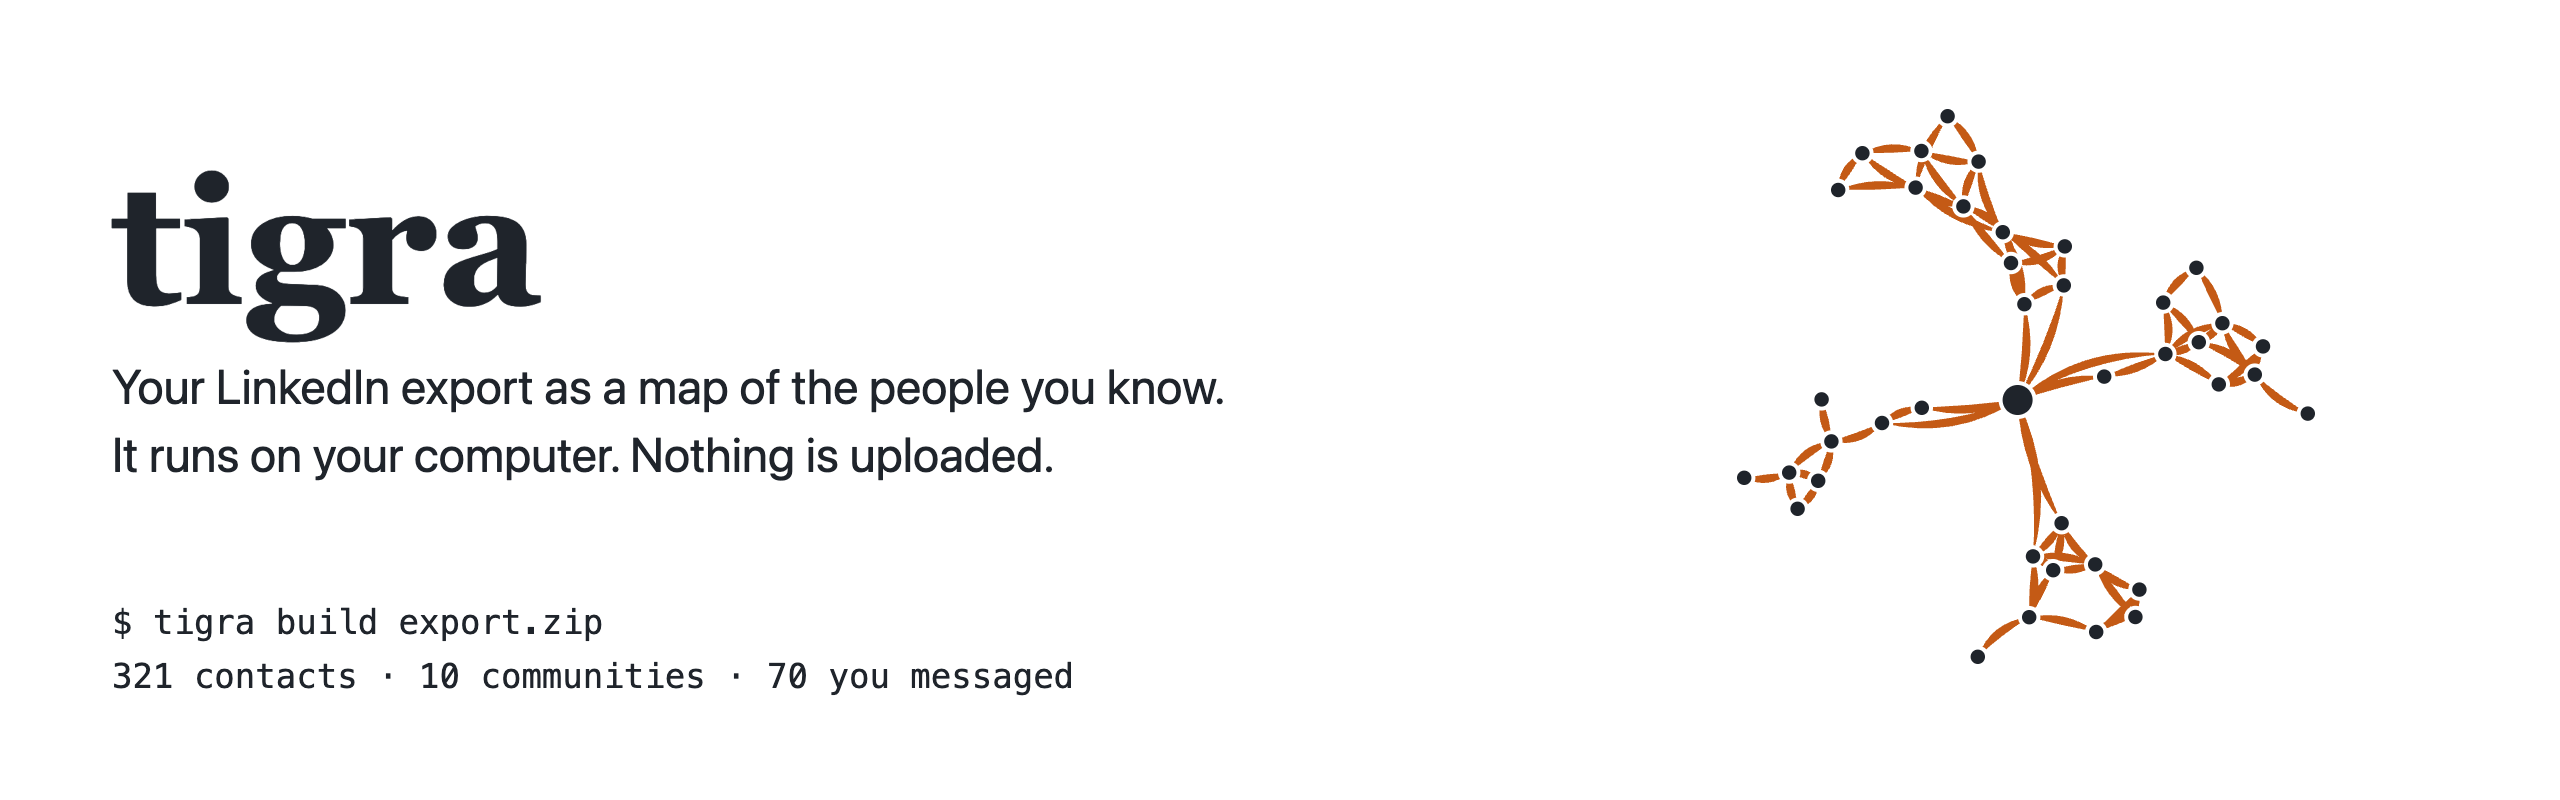 tigra
Your LinkedIn export as a map of the people you know.
It runs on your computer. Nothing is uploaded.
$ tigra build export.zip
321 contacts · 10 communities · 70 you messaged